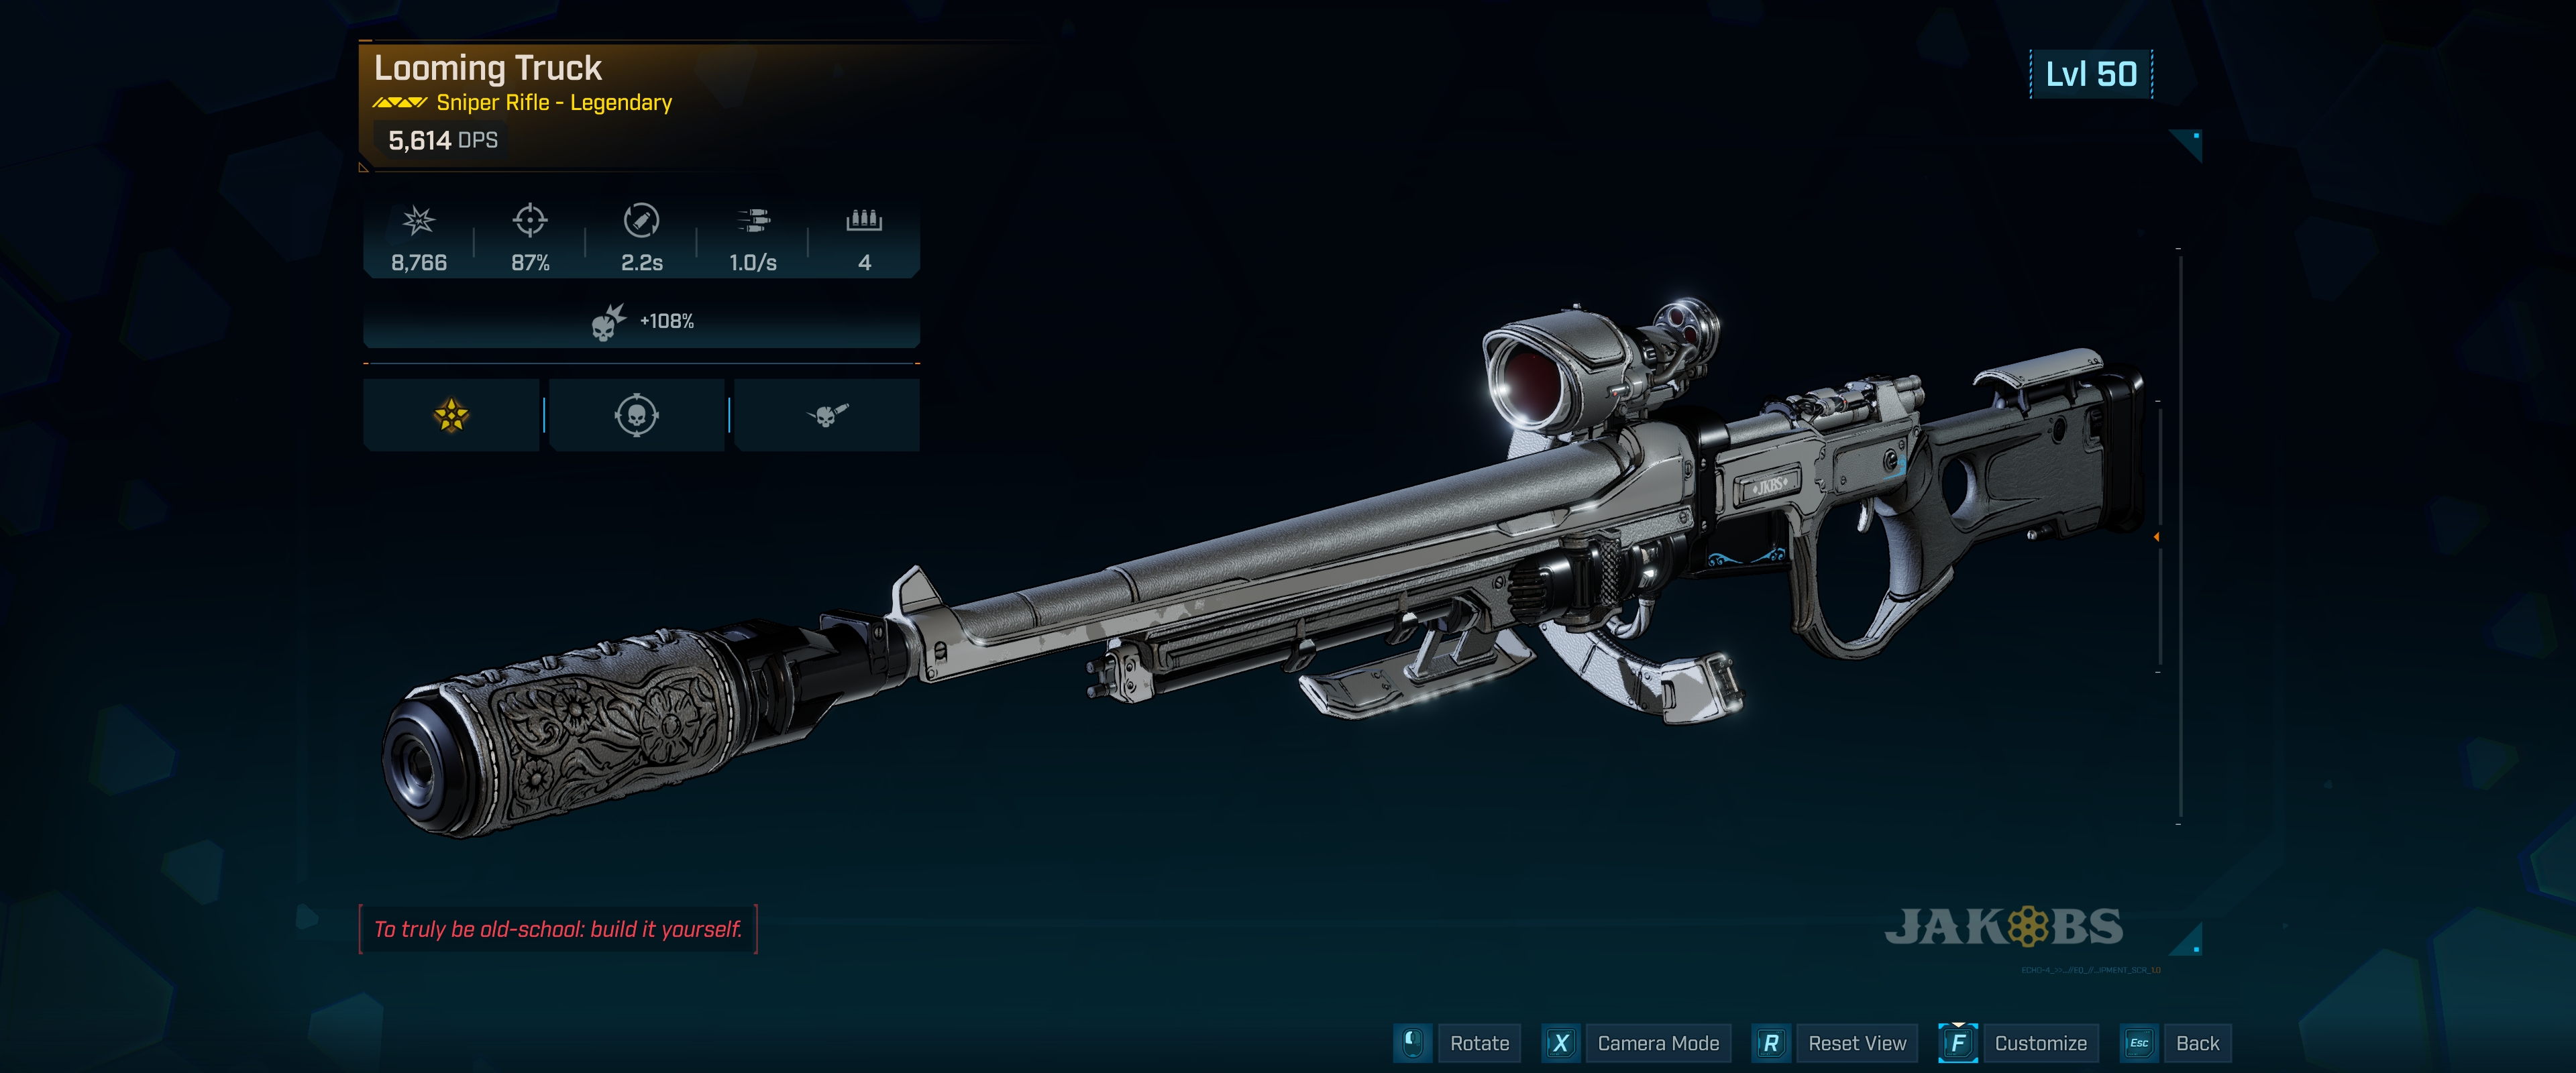 Looming Truck
Lvl 50
Sniper Rifle - Legendary
5,614 DPS
8,766 87% 2.2s 1.0/s 4
+108%
♦JKBS♦
To truly be old-school: build it yourself.
JAKOBS
Rotate X Camera Mode R Reset View F Customize Esc Back